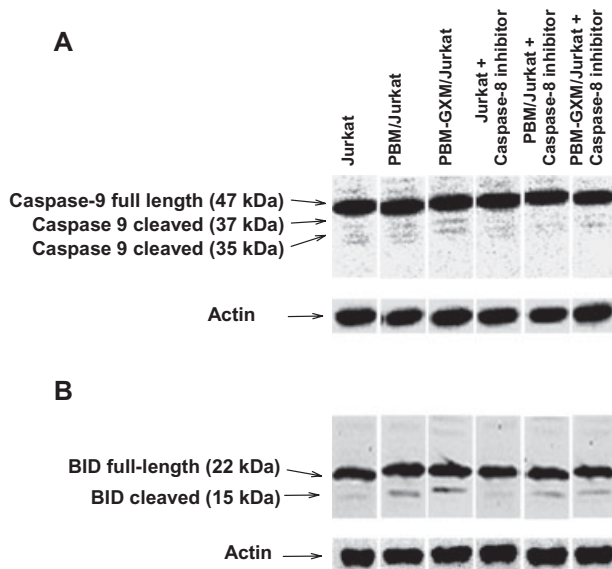 A
Jurkat
PBM/Jurkat
PBM-GXM/Jurkat
Jurkat +
Caspase-8 inhibitor
PBM/Jurkat +
Caspase-8 inhibitor
PBM-GXM/Jurkat +
Caspase-8 inhibitor
Caspase-9 full length (47 kDa)
Caspase 9 cleaved (37 kDa)
Caspase 9 cleaved (35 kDa)
Actin
B
BID full-length (22 kDa)
BID cleaved (15 kDa)
Actin